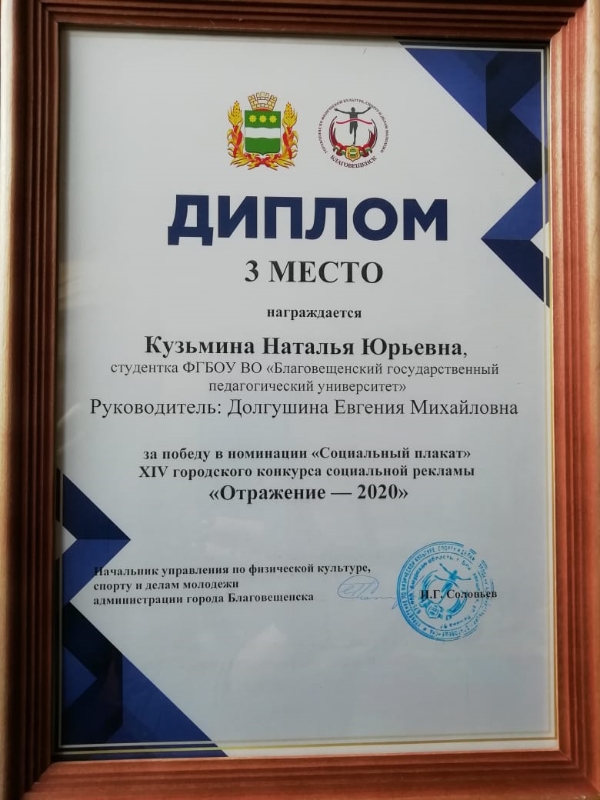 БЛАГОВЕЩЕНСК
ДИПЛОМ
3 МЕСТО
награждается
Кузьмина Наталья Юрьевна,
студентка ФГБОУ ВО «Благовещенский государственный
педагогический университет»
Руководитель: Долгушина Евгения Михайловна
за победу в номинации «Социальный плакат»
XIV городского конкурса социальной рекламы
«Отражение — 2020»
Начальник управления по физической культуре,
спорту и делам молодежи
администрации города Благовещенска
И.Г. Соловьев